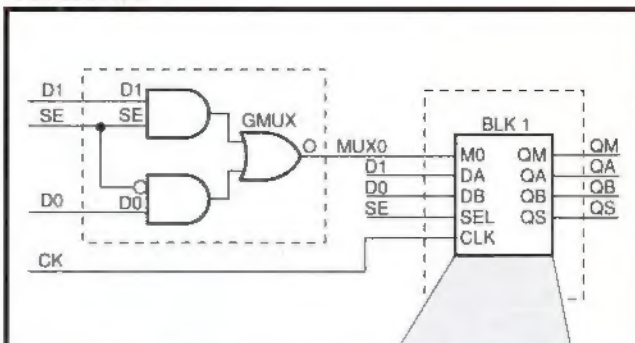 D1 D1
SE SE GMUX
BLK 1
O MUX0 M0 QM QM
D1 DA QA QA
D0 D0 D0 DB QB QB
SE SEL QS QS
CLK
CK